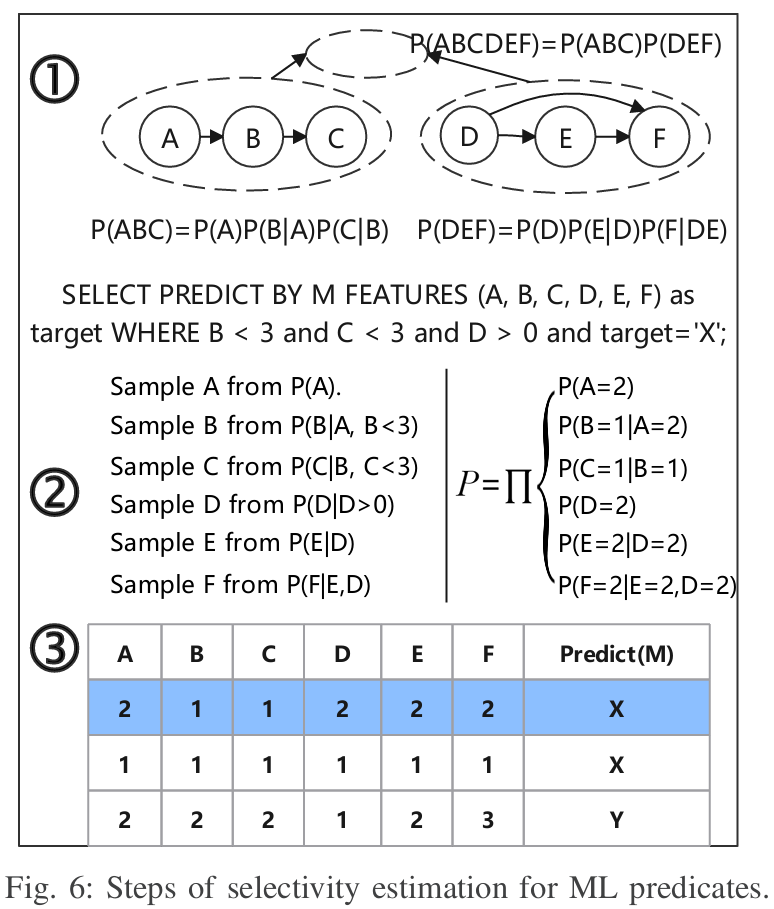 P(ABCDEF)=P(ABC)P(DEF)
①
A B C D E F
P(ABC)=P(A)P(B|A)P(C|B) P(DEF)=P(D)P(E|D)P(F|DE)
SELECT PREDICT BY M FEATURES (A, B, C, D, E, F) as
target WHERE B < 3 and C < 3 and D > 0 and target='X';
②
Sample A from P(A).
Sample B from P(B|A, B<3)
Sample C from P(C|B, C<3)
Sample D from P(D|D>0)
Sample E from P(E|D)
Sample F from P(F|E,D)
P=∏
P(A=2)
P(B=1|A=2)
P(C=1|B=1)
P(D=2)
P(E=2|D=2)
P(F=2|E=2,D=2)
③
A B C D E F Predict(M)
2 1 1 2 2 2 X
1 1 1 1 1 1 X
2 2 2 1 2 3 Y
Fig. 6: Steps of selectivity estimation for ML predicates.